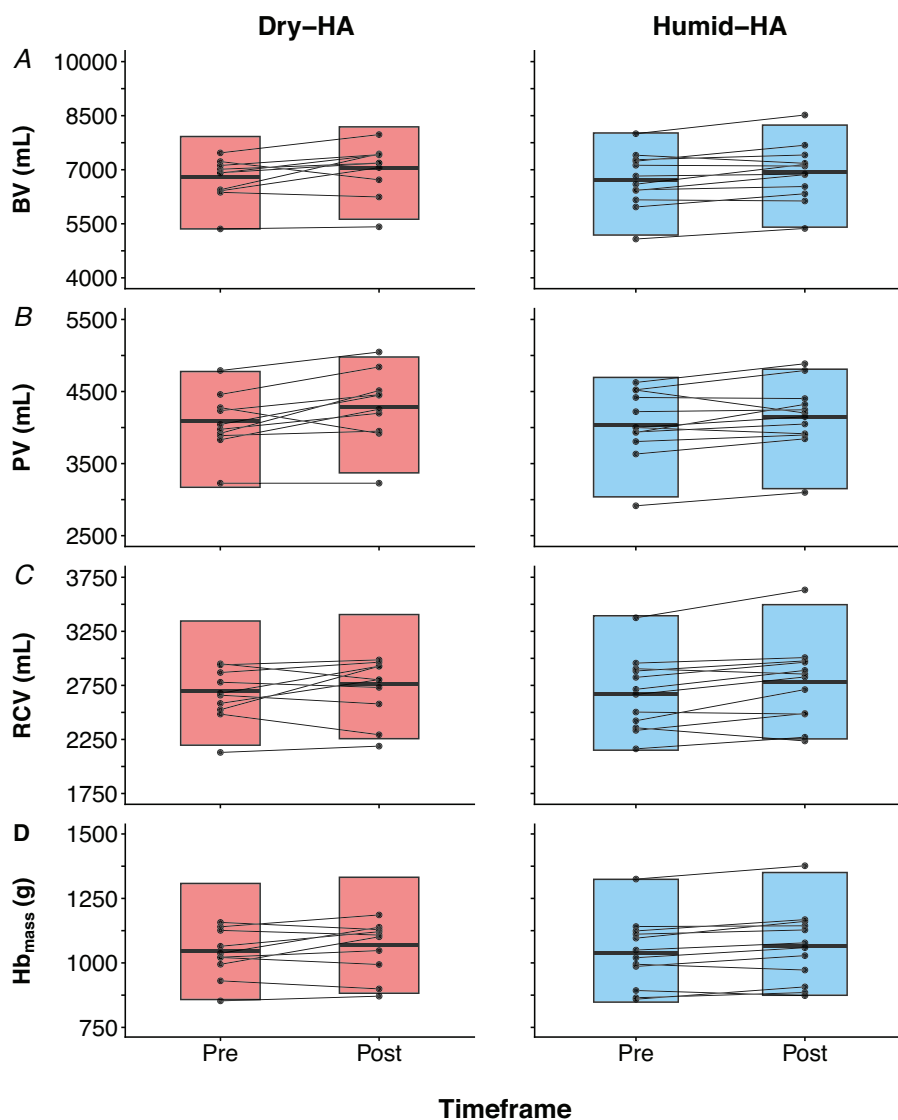 Dry–HA Humid–HA
A
BV (mL)
10000
8500
7000
5500
4000
B
PV (mL)
5500
4500
3500
2500
C
RCV (mL)
3750
3250
2750
2250
1750
D
Hbmass (g)
1500
1250
1000
750
Pre Post Pre Post
Timeframe